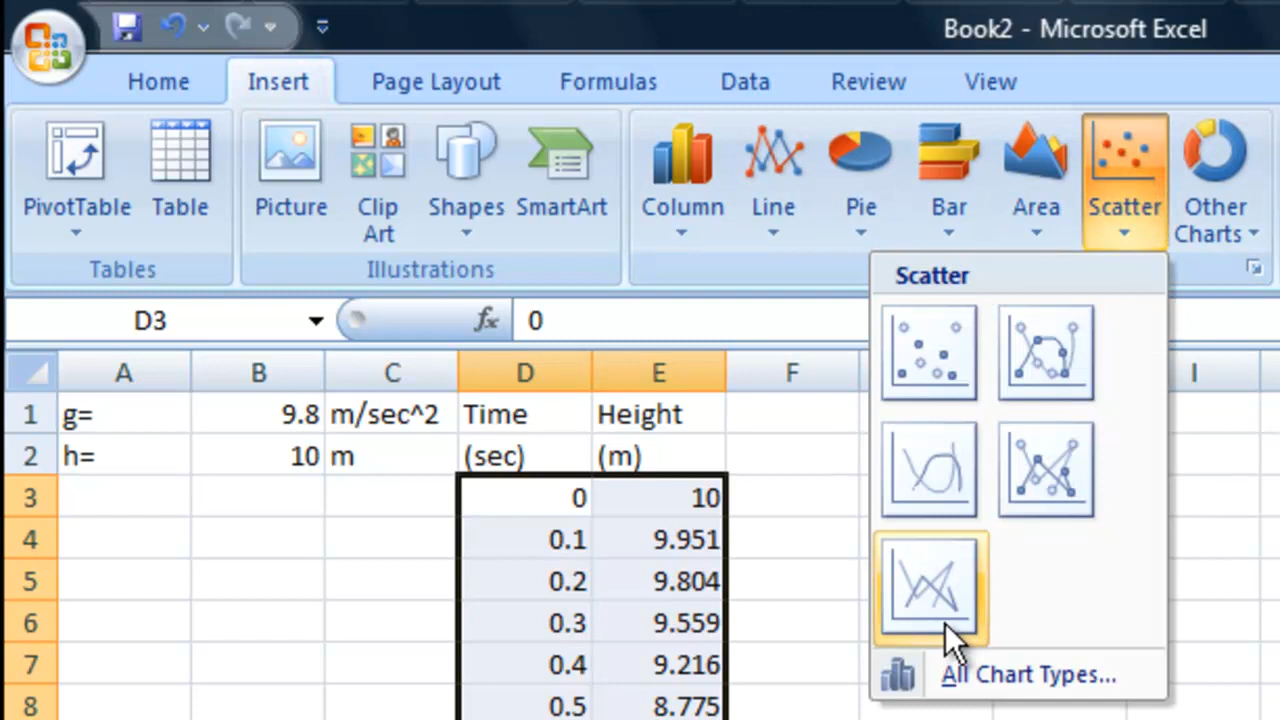 Book2 - Microsoft Excel
Home Insert Page Layout Formulas Data Review View
PivotTable Table Picture Clip Art Shapes SmartArt Column Line Pie Bar Area Scatter Other Charts
Tables Illustrations
Scatter
D3 fx 0
A B C D E F I
1 g= 9.8 m/sec^2 Time Height
2 h= 10 m (sec) (m)
3 0 10
4 0.1 9.951
5 0.2 9.804
6 0.3 9.559
7 0.4 9.216
All Chart Types...
8 0.5 8.775